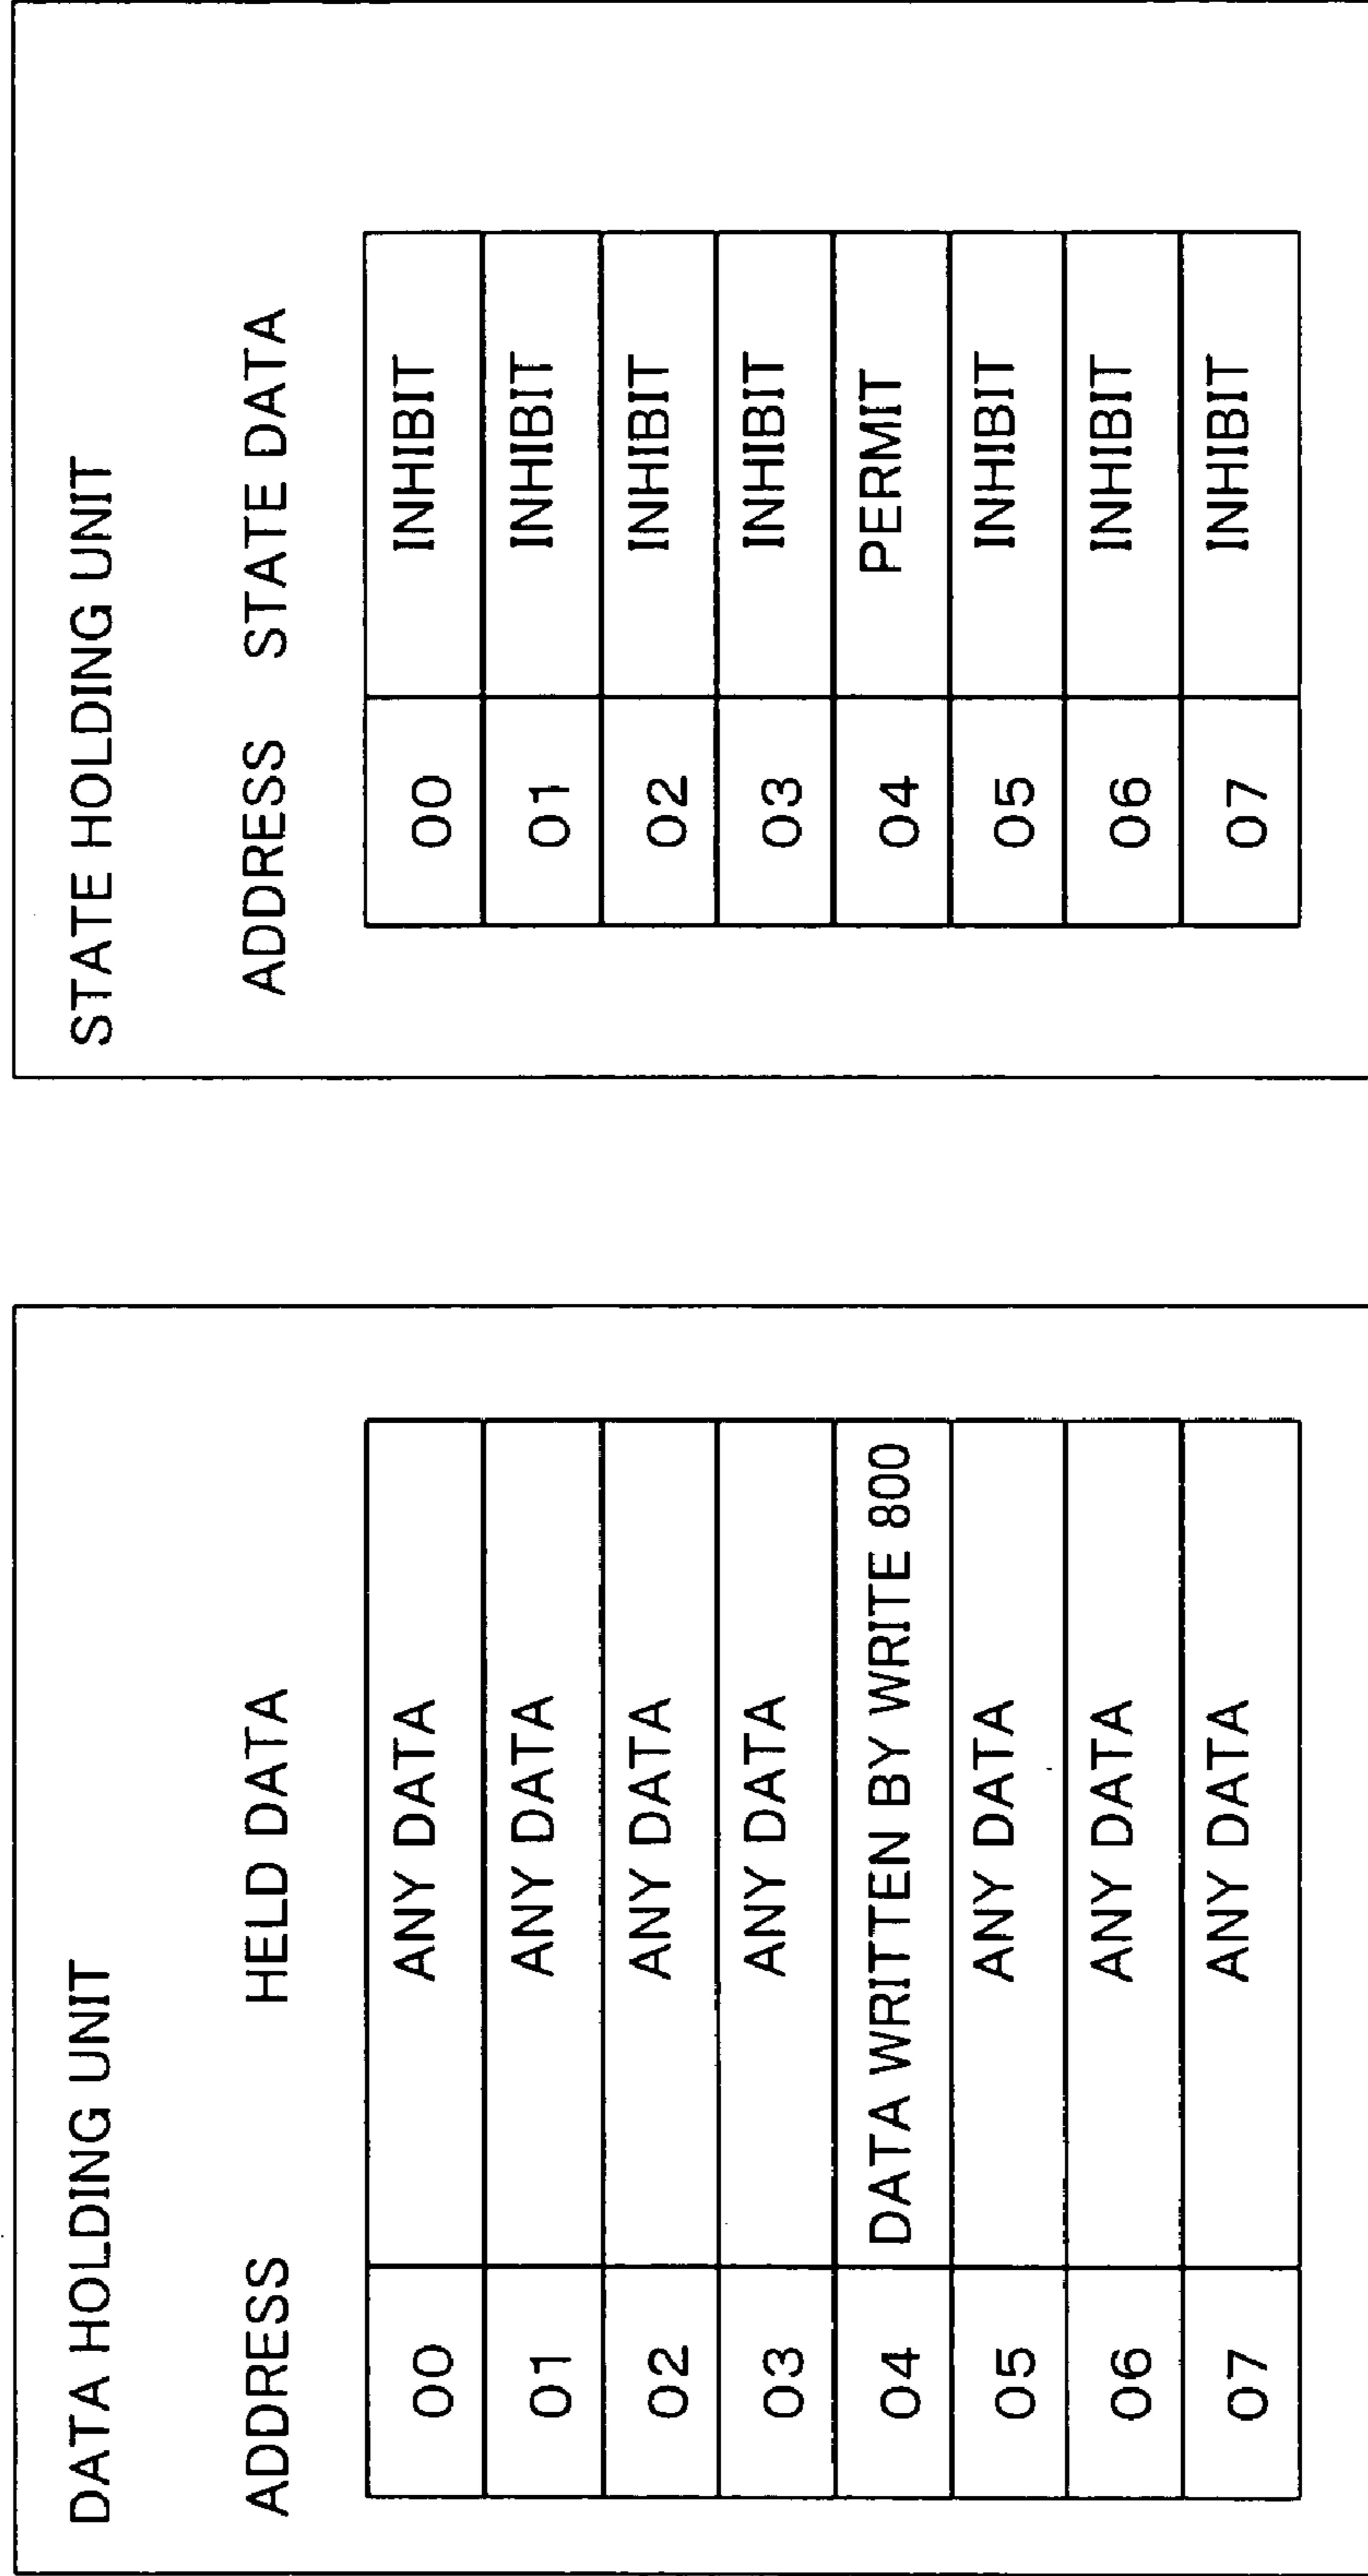 DATA HOLDING UNIT
ADDRESS HELD DATA
00 ANY DATA
01 ANY DATA
02 ANY DATA
03 ANY DATA
04 DATA WRITTEN BY WRITE 800
05 ANY DATA
06 ANY DATA
07 ANY DATA
STATE HOLDING UNIT
ADDRESS STATE DATA
00 INHIBIT
01 INHIBIT
02 INHIBIT
03 INHIBIT
04 PERMIT
05 INHIBIT
06 INHIBIT
07 INHIBIT